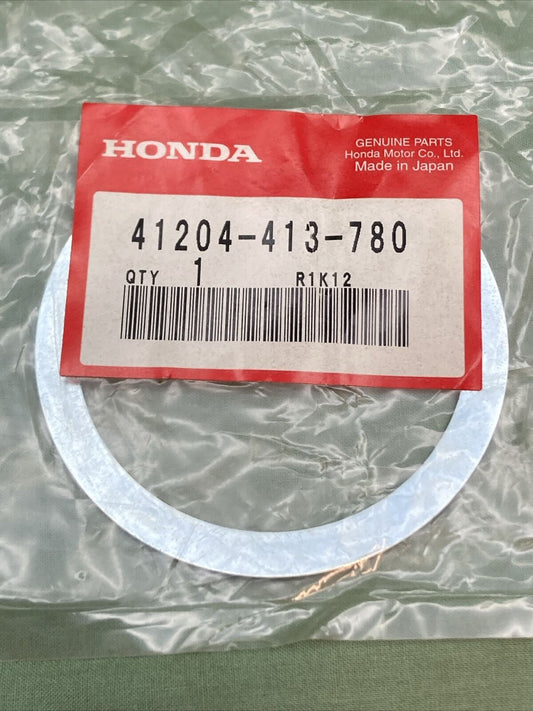 HONDA
GENUINE PARTS
Honda Motor Co., Ltd.
Made in Japan
41204-413-780
QTY 1 R1K12